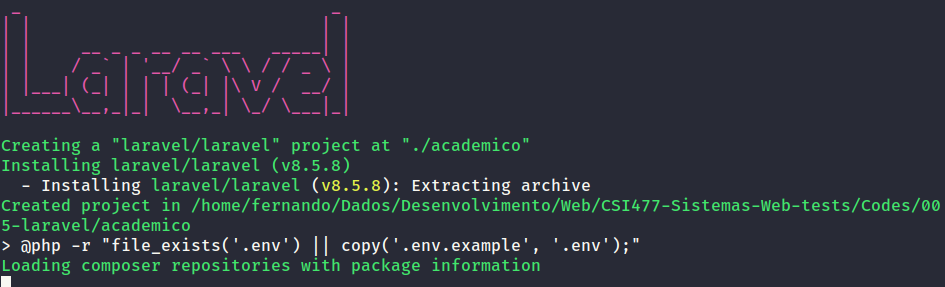 Laravel
Creating a "laravel/laravel" project at "./academico"
Installing laravel/laravel (v8.5.8)
  - Installing laravel/laravel (v8.5.8): Extracting archive
Created project in /home/fernando/Dados/Desenvolvimento/Web/CSI477-Sistemas-Web-tests/Codes/00
5-laravel/academico
> @php -r "file_exists('.env') || copy('.env.example', '.env');"
Loading composer repositories with package information